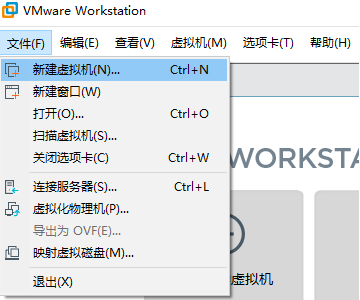 VMware Workstation
文件(F) 编辑(E) 查看(V) 虚拟机(M) 选项卡(T) 帮助(H)
新建虚拟机(N)... Ctrl+N
新建窗口(W)
打开(O)... Ctrl+O
扫描虚拟机(S)...
关闭选项卡(C) Ctrl+W
WORKSTA
连接服务器(S)... Ctrl+L
虚拟化物理机(P)...
导出为 OVF(E)...
映射虚拟磁盘(M)...
虚拟机
退出(X)